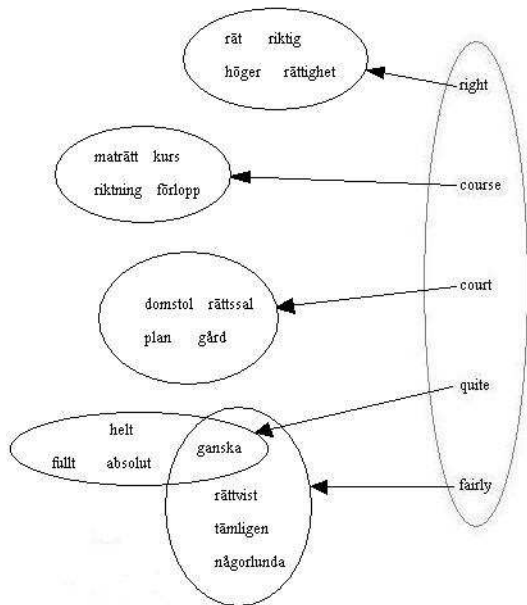 rät riktig
höger rättighet
right
maträtt kurs
riktning förlopp
course
domstol rättssal
plan gård
court
quite
helt
fullt absolut
ganska
fairly
rättvist
tämligen
någorlunda